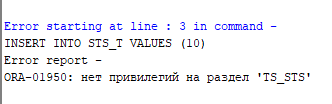 Error starting at line : 3 in command -
INSERT INTO STS_T VALUES (10)
Error report -
ORA-01950: нет привилегий на раздел 'TS_STS'